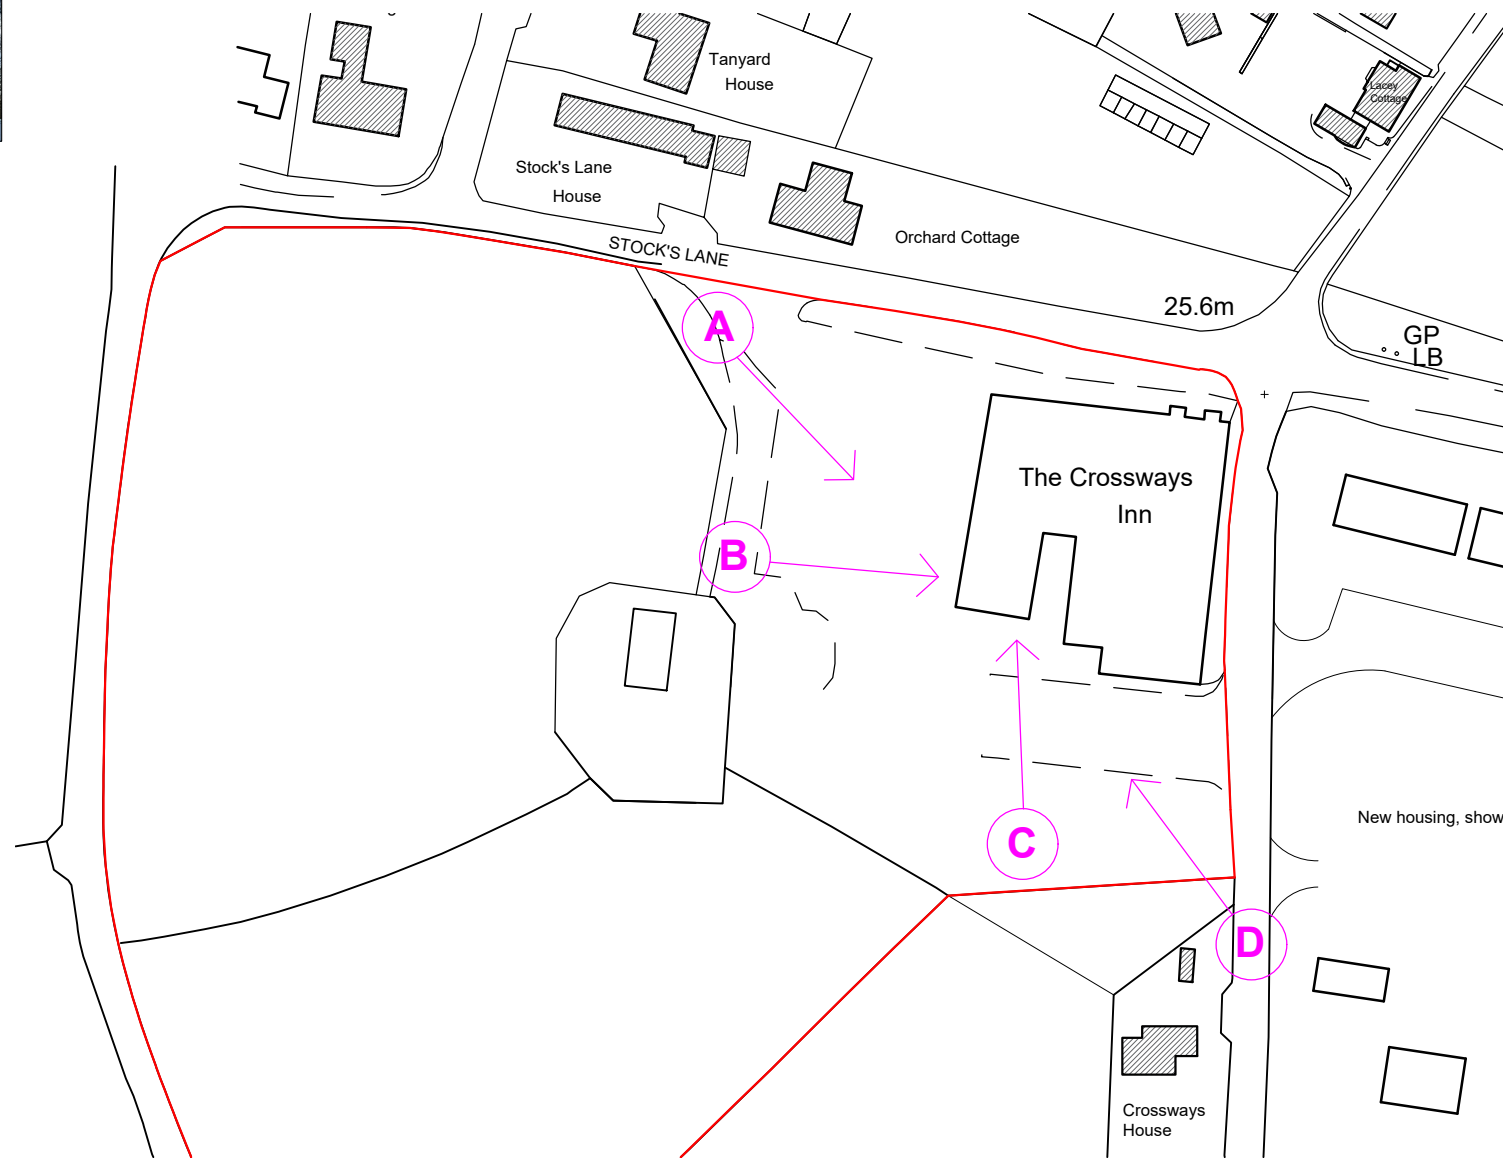 Tanyard
House
Lacey
Cottage
Stock's Lane
House
Orchard Cottage
STOCK'S LANE
25.6m
A
GP
LB
The Crossways
Inn
B
New housing, show
C
D
Crossways
House